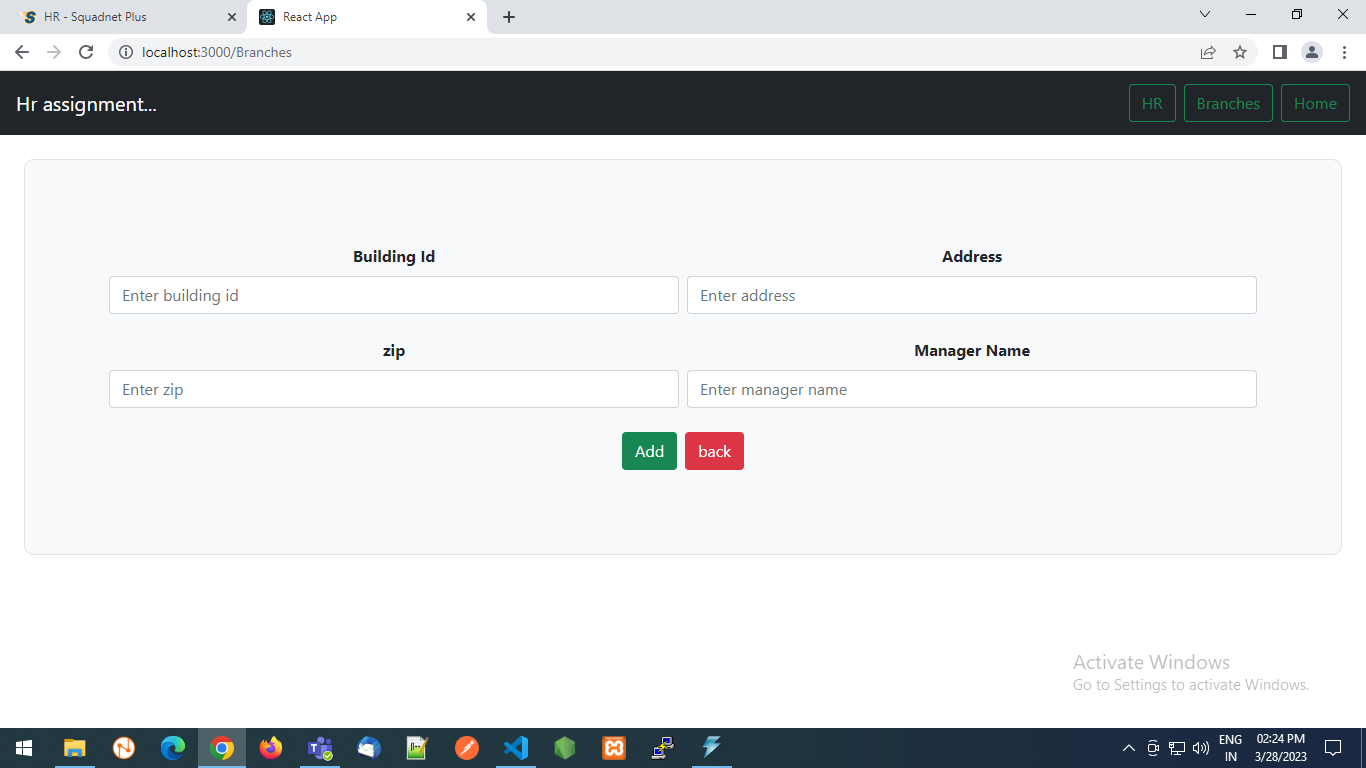 HR - Squadnet Plus
React App
localhost:3000/Branches
Hr assignment...
HR
Branches
Home
Building Id
Address
Enter building id
Enter address
zip
Manager Name
Enter zip
Enter manager name
Add
back
Activate Windows
Go to Settings to activate Windows.
ENG
IN
02:24 PM
3/28/2023